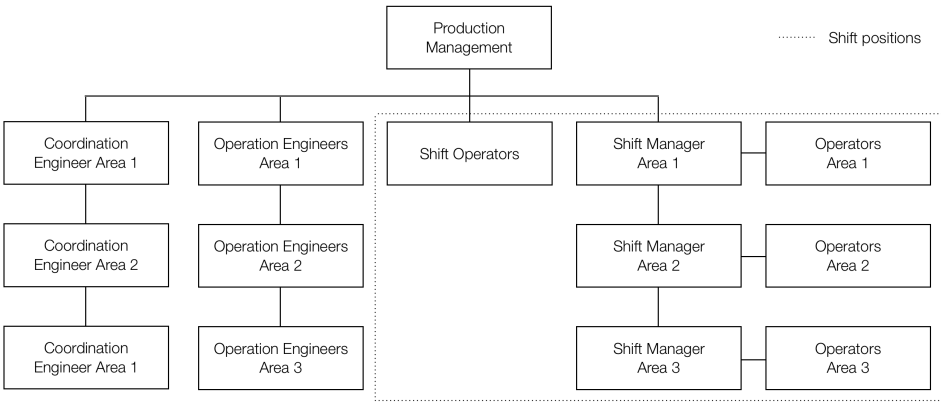 Production
Management
Shift positions
Coordination
Engineer Area 1
Operation Engineers
Area 1
Shift Operators
Shift Manager
Area 1
Operators
Area 1
Coordination
Engineer Area 2
Operation Engineers
Area 2
Shift Manager
Area 2
Operators
Area 2
Coordination
Engineer Area 1
Operation Engineers
Area 3
Shift Manager
Area 3
Operators
Area 3